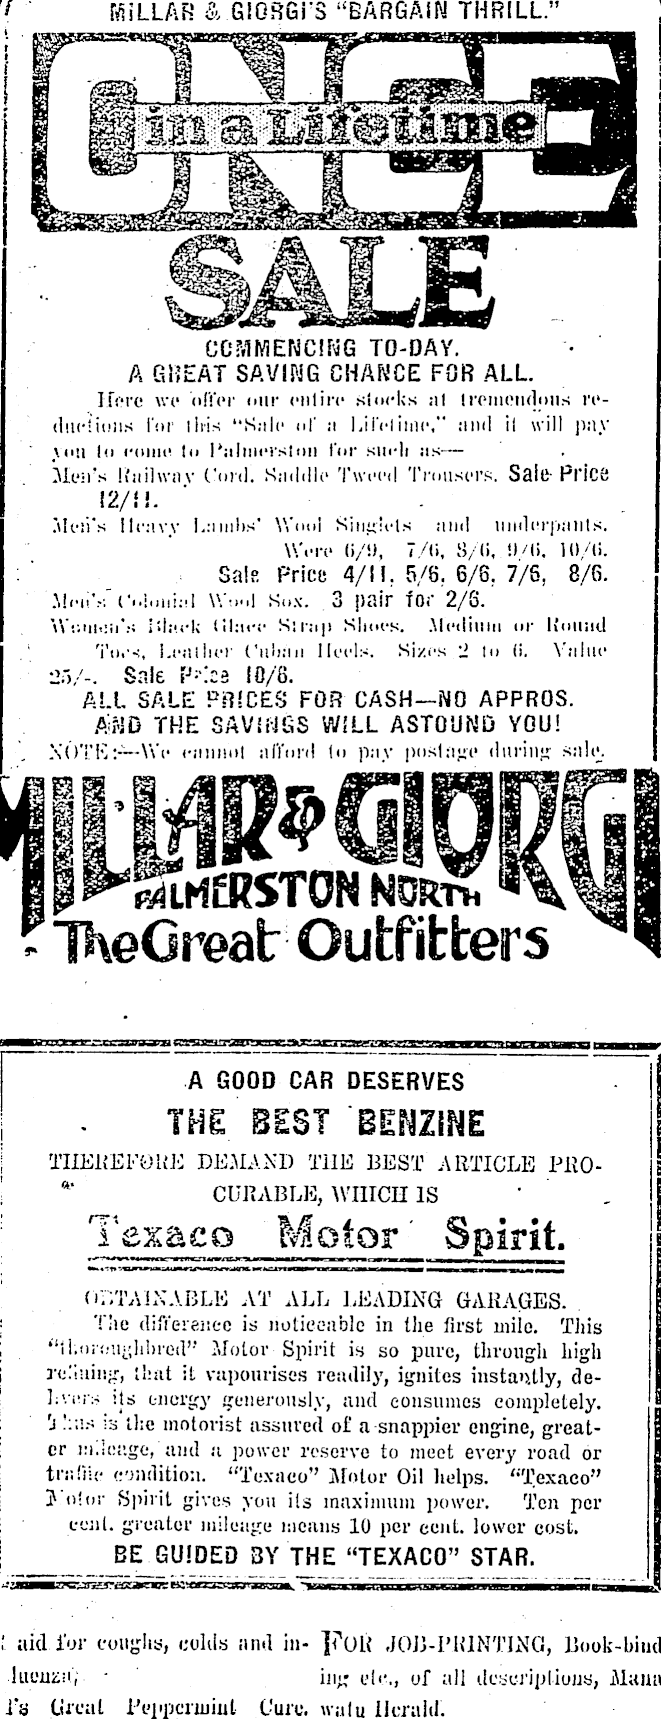 MILLAR & GIORGI'S "BARGAIN THRILL."
ONCE
in a Lifetime
SALE
COMMENCING TO-DAY.
A GREAT SAVING CHANCE FOR ALL.
Here we offer our entire stocks at tremendous re-
ductions for this "Sale of a Lifetime," and it will pay
you to come to Palmerston for such as—
Men's Railway Cord. Saddle Tweed Trousers. Sale Price
12/11.
Men's Heavy Lambs' Wool Singlets and underpants.
Were 6/9, 7/6, 8/6, 9/6, 10/6.
Sale Price 4/11, 5/6, 6/6, 7/6, 8/6.
Men's Colonial Wool Sox. 3 pair for 2/6.
Women's Black Glace Strap Shoes. Medium or Round
Toes, Leather Cuban Heels. Sizes 2 to 6. Value
25/-. Sale Price 10/6.
ALL SALE PRICES FOR CASH—NO APPROS.
AND THE SAVINGS WILL ASTOUND YOU!
NOTE:—We cannot afford to pay postage during sale.
MILLAR & GIORGI
PALMERSTON NORTH
The Great Outfitters
A GOOD CAR DESERVES
THE BEST BENZINE
THEREFORE DEMAND THE BEST ARTICLE PRO-
CURABLE, WHICH IS
Texaco Motor Spirit.
OBTAINABLE AT ALL LEADING GARAGES.
The difference is noticeable in the first mile. This
"thoroughbred" Motor Spirit is so pure, through high
refining, that it vapourises readily, ignites instantly, de-
livers its energy generously, and consumes completely.
Thus is the motorist assured of a snappier engine, great-
er mileage, and a power reserve to meet every road or
traffic condition. "Texaco" Motor Oil helps. "Texaco"
Motor Spirit gives you its maximum power. Ten per
cent. greater mileage means 10 per cent. lower cost.
BE GUIDED BY THE "TEXACO" STAR.
aid for coughs, colds and in-
luenza,
Great Peppermint Cure.
FOR JOB-PRINTING, Book-bind
ing etc., of all descriptions, Mana
watu Herald.